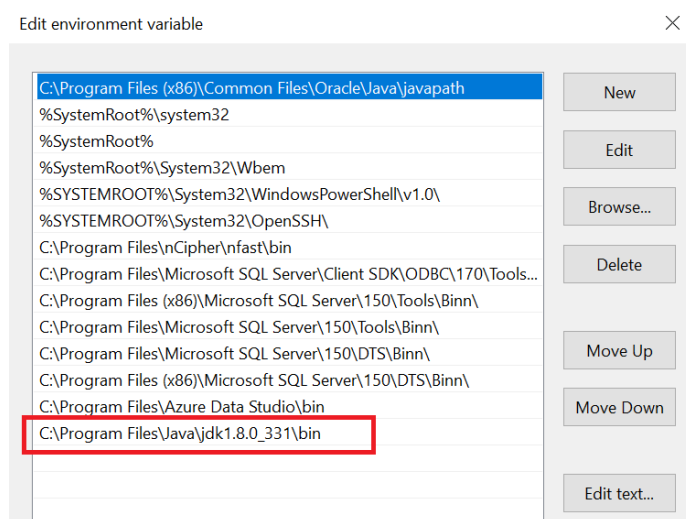 Edit environment variable
C:\Program Files (x86)\Common Files\Oracle\Java\javapath
%SystemRoot%\system32
%SystemRoot%
%SystemRoot%\System32\Wbem
%SYSTEMROOT%\System32\WindowsPowerShell\v1.0\
%SYSTEMROOT%\System32\OpenSSH\
C:\Program Files\nCipher\nfast\bin
C:\Program Files\Microsoft SQL Server\Client SDK\ODBC\170\Tools...
C:\Program Files (x86)\Microsoft SQL Server\150\Tools\Binn\
C:\Program Files\Microsoft SQL Server\150\Tools\Binn\
C:\Program Files\Microsoft SQL Server\150\DTS\Binn\
C:\Program Files (x86)\Microsoft SQL Server\150\DTS\Binn\
C:\Program Files\Azure Data Studio\bin
C:\Program Files\Java\jdk1.8.0_331\bin
New
Edit
Browse...
Delete
Move Up
Move Down
Edit text...